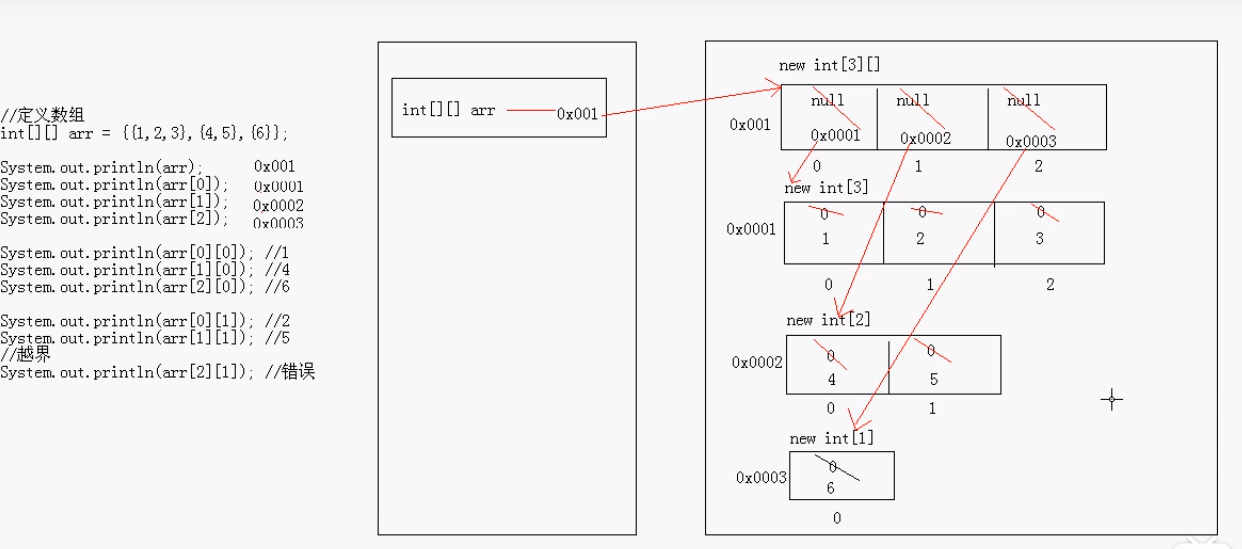 //定义数组
int[][] arr = {{1,2,3},{4,5},{6}};
System.out.println(arr); 0x001
System.out.println(arr[0]); 0x0001
System.out.println(arr[1]); 0x0002
System.out.println(arr[2]); 0x0003
System.out.println(arr[0][0]); //1
System.out.println(arr[1][0]); //4
System.out.println(arr[2][0]); //6
System.out.println(arr[0][1]); //2
System.out.println(arr[1][1]); //5
//越界
System.out.println(arr[2][1]); //错误
int[][] arr 0x001
new int[3][]
null null null
0x001 0x0001 0x0002 0x0003
0 1 2
new int[3]
0 0 0
0x0001
1 2 3
0 1 2
new int[2]
0 0
0x0002
4 5
0 1
new int[1]
0
0x0003
6
0